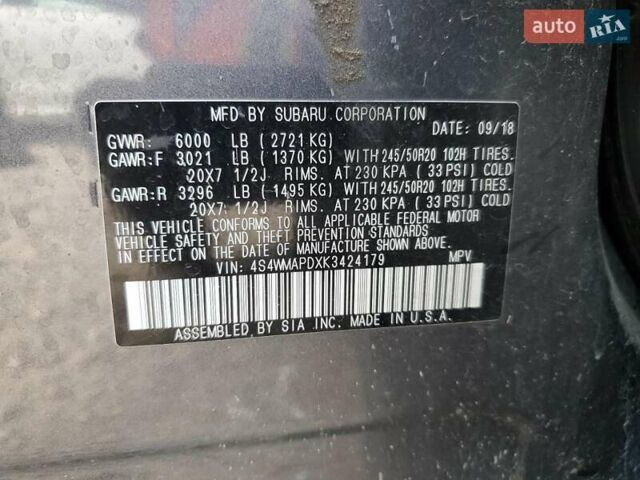 auto RIA.com
MFD BY SUBARU CORPORATION
DATE: 09/18
GVWR: 6000 LB (2721 KG)
GAWR:F 3021 LB (1370 KG) WITH 245/50R20 102H TIRES.
20X7 1/2J RIMS. AT 230 KPA (33 PSI) COLD
GAWR:R 3296 LB (1495 KG) WITH 245/50R20 102H TIRES.
20X7 1/2J RIMS. AT 230 KPA (33 PSI) COLD
THIS VEHICLE CONFORMS TO ALL APPLICABLE FEDERAL MOTOR
VEHICLE SAFETY AND THEFT PREVENTION STANDARDS
IN EFFECT ON THE DATE OF MANUFACTURE SHOWN ABOVE.
VIN: 4S4WMAPDXK3424179 MPV
ASSEMBLED BY SIA INC. MADE IN U.S.A.